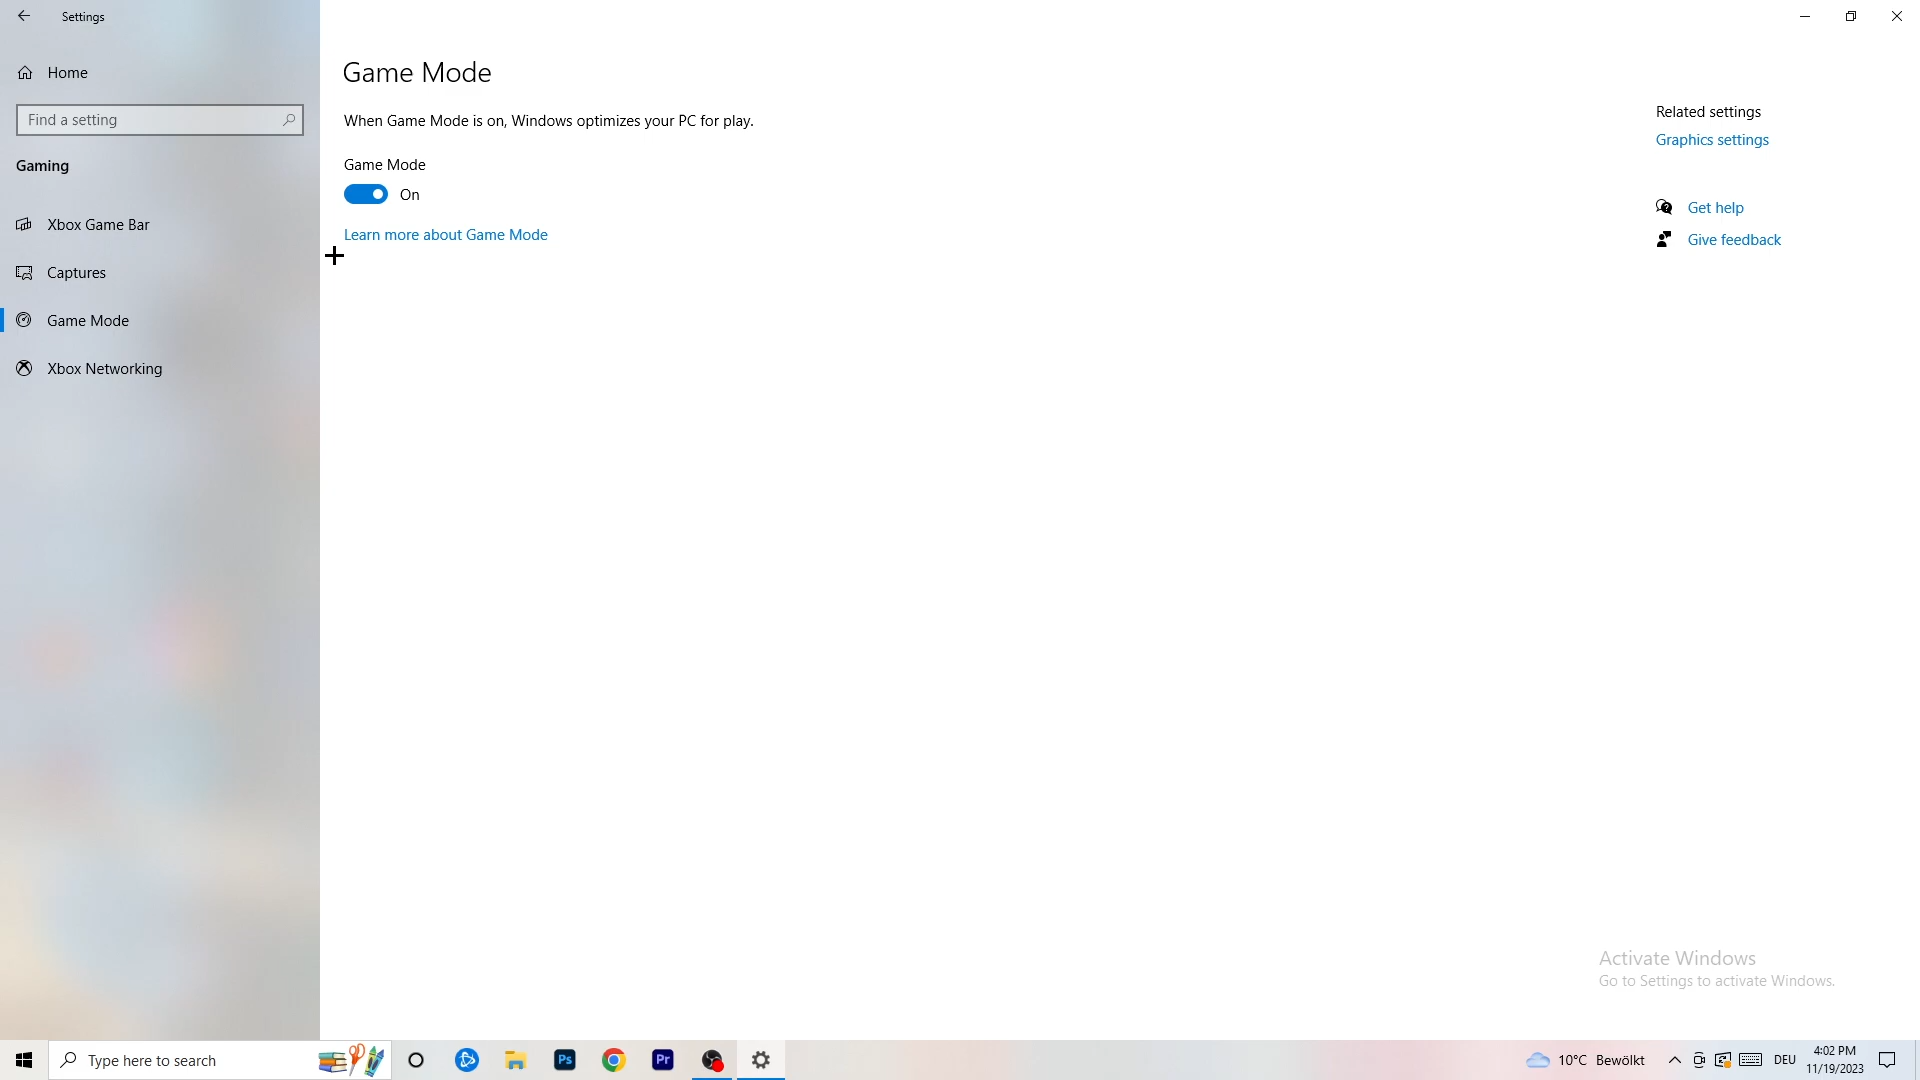 Settings
Home
Find a setting
Gaming
Xbox Game Bar
Captures
Game Mode
Xbox Networking
Game Mode
When Game Mode is on, Windows optimizes your PC for play.
Game Mode
On
Learn more about Game Mode
Related settings
Graphics settings
Get help
Give feedback
Activate Windows
Go to Settings to activate Windows.
Type here to search
Ps
Pr
10°C Bewölkt
DEU
4:02 PM
11/19/2023